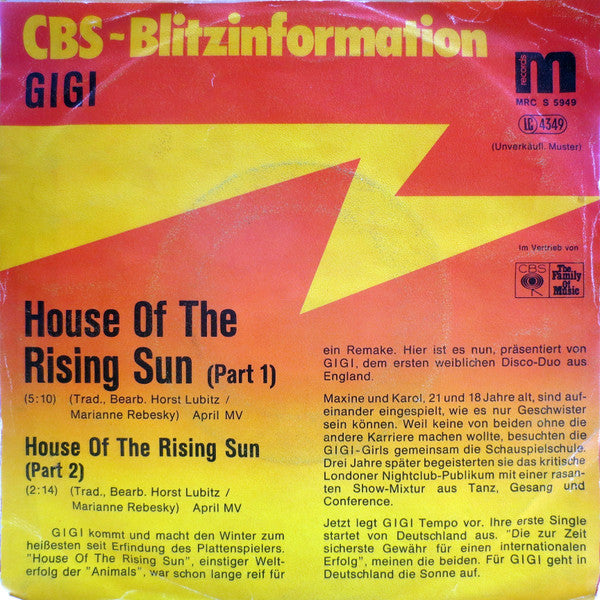 CBS-Blitzinformation
GIGI
records
m
MRC S 5949
LC 4349
(Unverkäufl. Muster)
Im Vertrieb von
CBS
The
Family
Of
Music
House Of The
Rising Sun (Part 1)
(5:10) (Trad., Bearb. Horst Lubitz /
Marianne Rebesky) April MV
House Of The Rising Sun
(Part 2)
(2:14) (Trad., Bearb. Horst Lubitz /
Marianne Rebesky) April MV
GIGI kommt und macht den Winter zum
heißesten seit Erfindung des Plattenspielers.
"House Of The Rising Sun", einstiger Welt-
erfolg der "Animals", war schon lange reif für
ein Remake. Hier ist es nun, präsentiert von
GIGI, dem ersten weiblichen Disco-Duo aus
England.
Maxine und Karol, 21 und 18 Jahre alt, sind auf-
einander eingespielt, wie es nur Geschwister
sein können. Weil keine von beiden ohne die
andere Karriere machen wollte, besuchten die
GIGI-Girls gemeinsam die Schauspielschule.
Drei Jahre später begeisterten sie das kritische
Londoner Nightclub-Publikum mit einer rasan-
ten Show-Mixtur aus Tanz, Gesang und
Conference.
Jetzt legt GIGI Tempo vor. Ihre erste Single
startet von Deutschland aus. "Die zur Zeit
sicherste Gewähr für einen internationalen
Erfolg", meinen die beiden. Für GIGI geht in
Deutschland die Sonne auf.